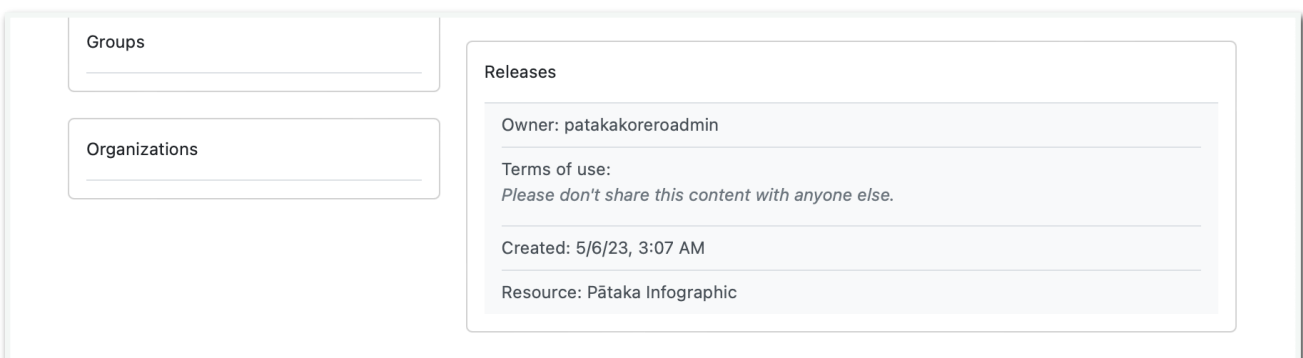 Groups
Organizations
Releases
Owner: patakakoreroadmin
Terms of use:
Please don't share this content with anyone else.
Created: 5/6/23, 3:07 AM
Resource: Pātaka Infographic